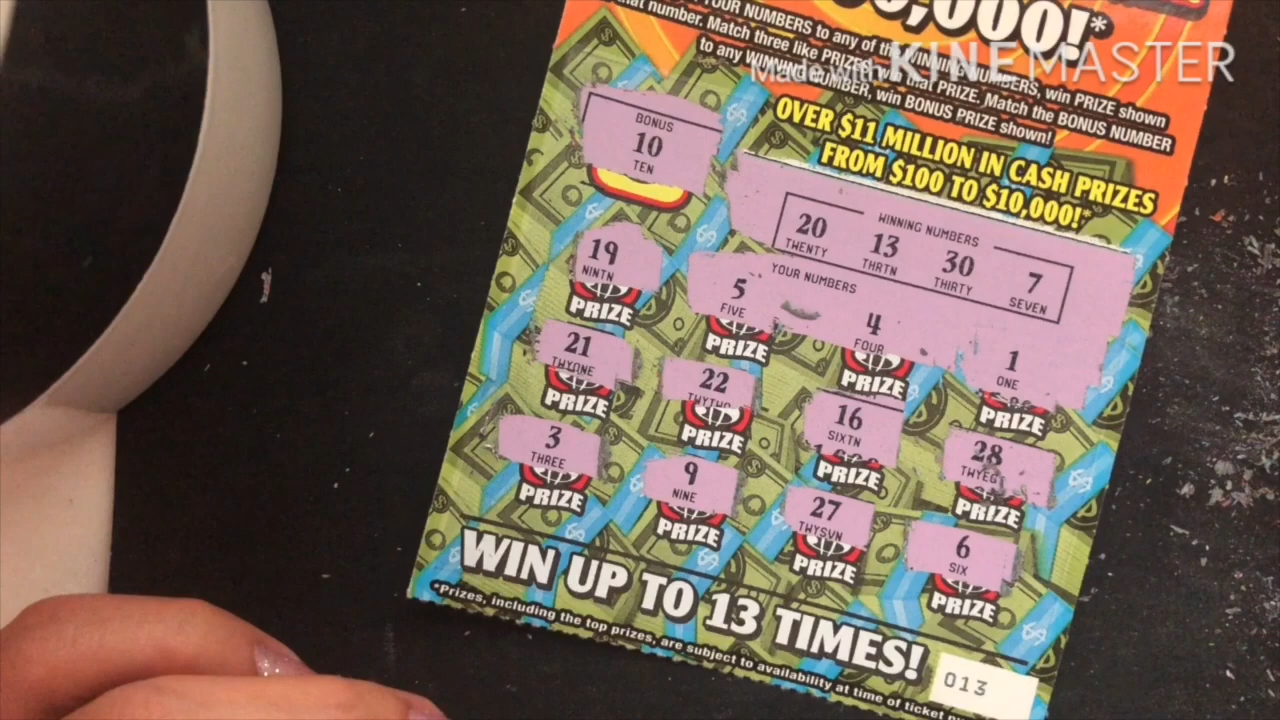 0,000!*
YOUR NUMBERS to any of the WINNING NUMBERS, win PRIZE shown
that number. Match three like PRIZES, win that PRIZE. Match the BONUS NUMBER
to any WINNING NUMBER, win BONUS PRIZE shown!
Made with KINEMASTER
OVER $11 MILLION IN CASH PRIZES
FROM $100 TO $10,000!*
BONUS
10
TEN
WINNING NUMBERS
20 13 30 7
TWENTY THRTN THIRTY SEVEN
YOUR NUMBERS
19 5 4 1
NINTN FIVE FOUR ONE
PRIZE PRIZE PRIZE PRIZE
21 22 16 28
TWYONE TWYTWO SIXTN TWYEG
PRIZE PRIZE PRIZE PRIZE
3 9 27 6
THREE NINE TWYSVN SIX
PRIZE PRIZE PRIZE PRIZE
WIN UP TO 13 TIMES!
*Prizes, including the top prizes, are subject to availability at time of ticket
013